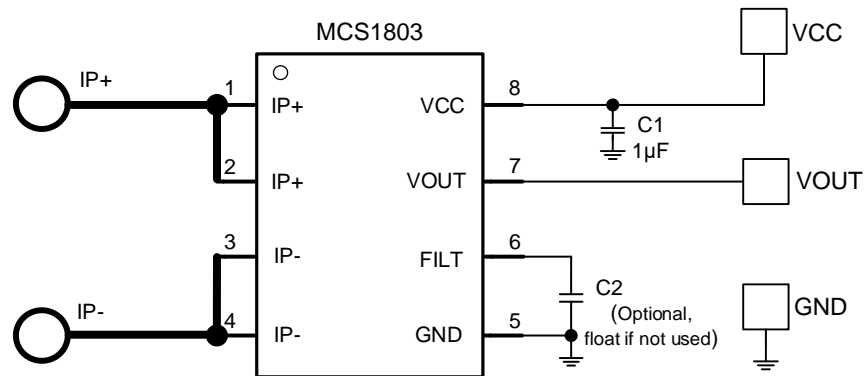 MCS1803
IP+
1
IP+
2
IP+
3
IP-
IP-
4
IP-
VCC
8
VOUT
7
FILT
6
GND
5
C1
1µF
C2
(Optional,
float if not used)
VCC
VOUT
GND